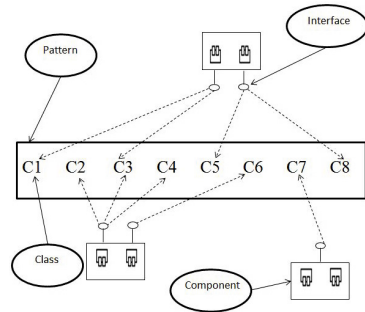 Interface
Pattern
C1 C2 C3 C4 C5 C6 C7 C8
Class
Component